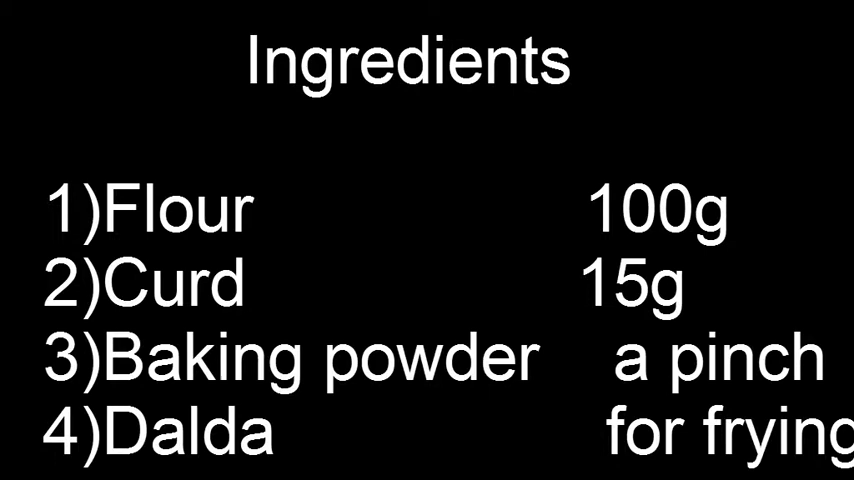 Ingredients
1)Flour 100g
2)Curd 15g
3)Baking powder a pinch
4)Dalda for frying